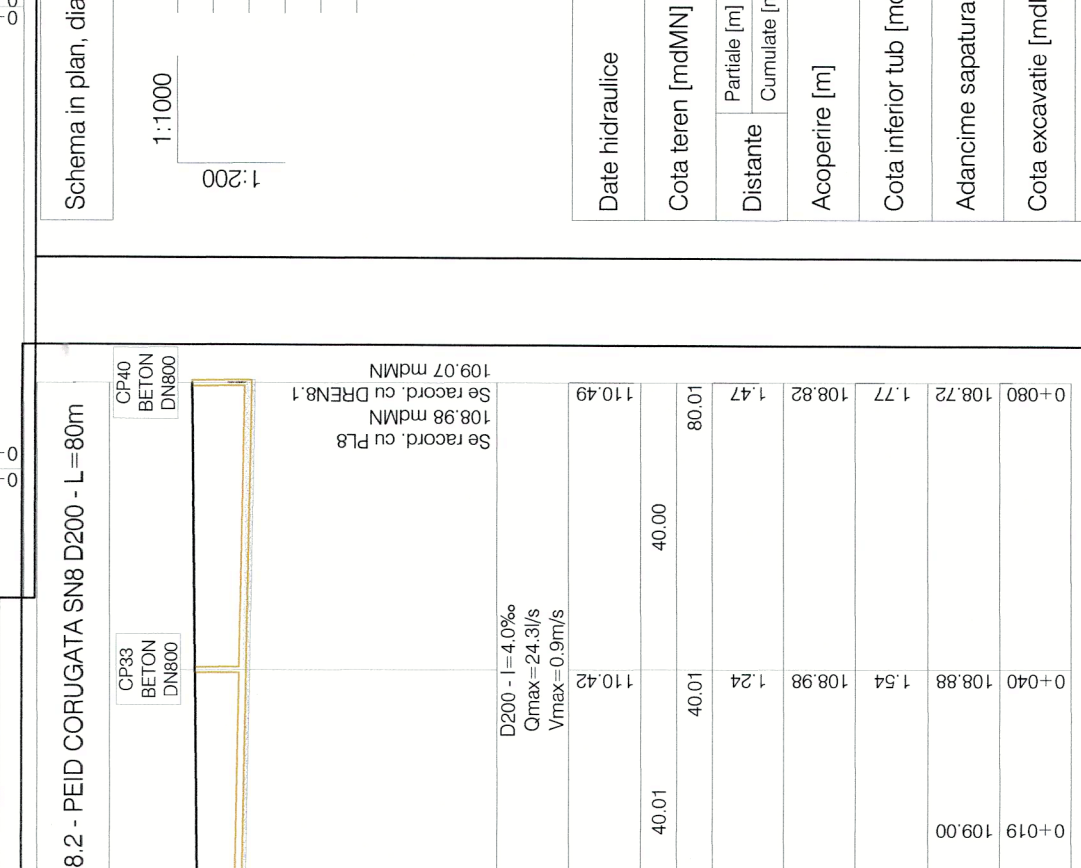 Schema in plan, dia
1:1000
1:200
Date hidraulice
Cota teren [mdMN]
Distante
Partiale [m]
Acoperire [m]
Cota inferior tub
Adancime sapatura
Cota excavatie
8.2 - PEID CORUGATA SN8 D200 - L=80m
CP40
BETON
DN800
CP33
BETON
DN800
Se racord. cu PL8
108.98 mdMN
Se racord. cu DREN8.1
109.07 mdMN
D200 - I=4.0‰
Qmax=24.3l/s
Vmax=0.9m/s
110.42
110.49
40.01
40.00
40.01
80.01
1.24
1.47
108.98
108.82
1.54
1.77
109.00
108.88
108.72
0+019
0+040
0+080